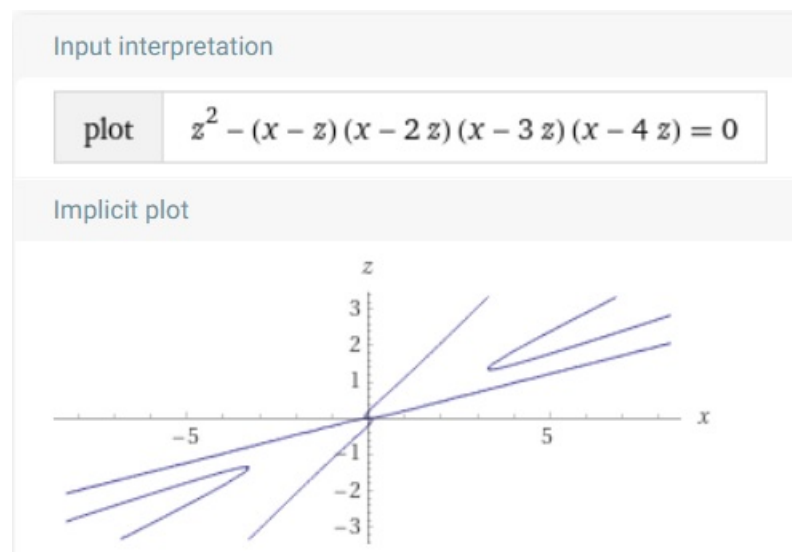 Input interpretation
plot z² – (x – z) (x – 2 z) (x – 3 z) (x – 4 z) = 0
Implicit plot
z
3
2
1
x
-5
5
-1
-2
-3